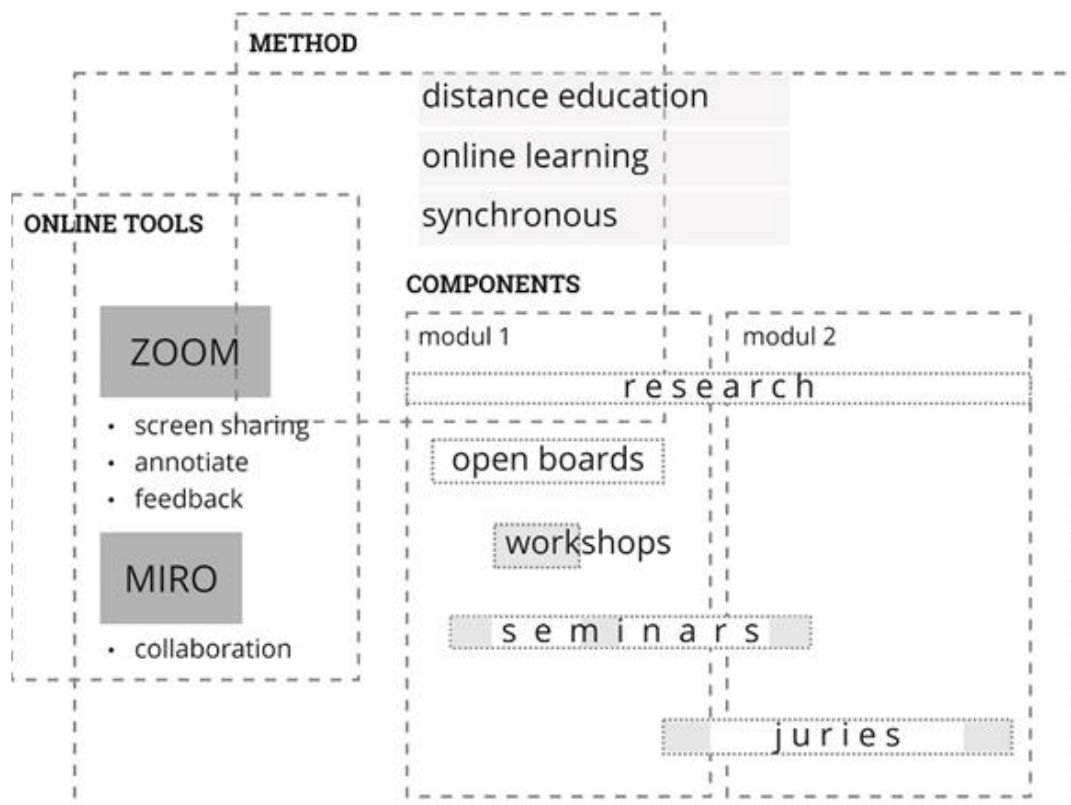 METHOD
distance education
online learning
synchronous
ONLINE TOOLS
ZOOM
• screen sharing
• annotiate
• feedback
MIRO
• collaboration
COMPONENTS
modul 1
modul 2
research
open boards
workshops
seminars
juries